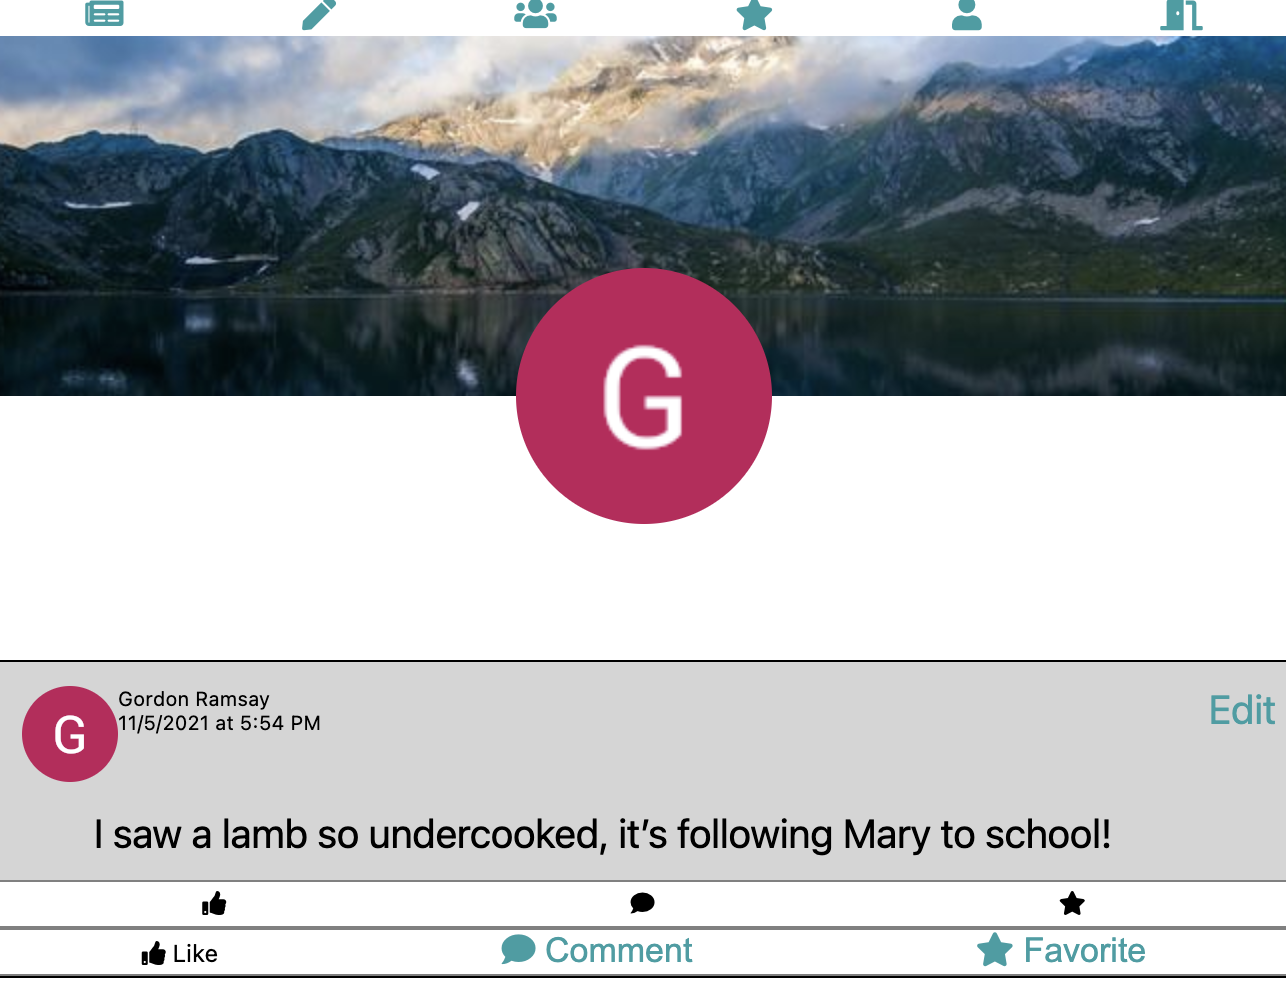 G
G
Gordon Ramsay
11/5/2021 at 5:54 PM
Edit
I saw a lamb so undercooked, it’s following Mary to school!
Like
Comment
Favorite